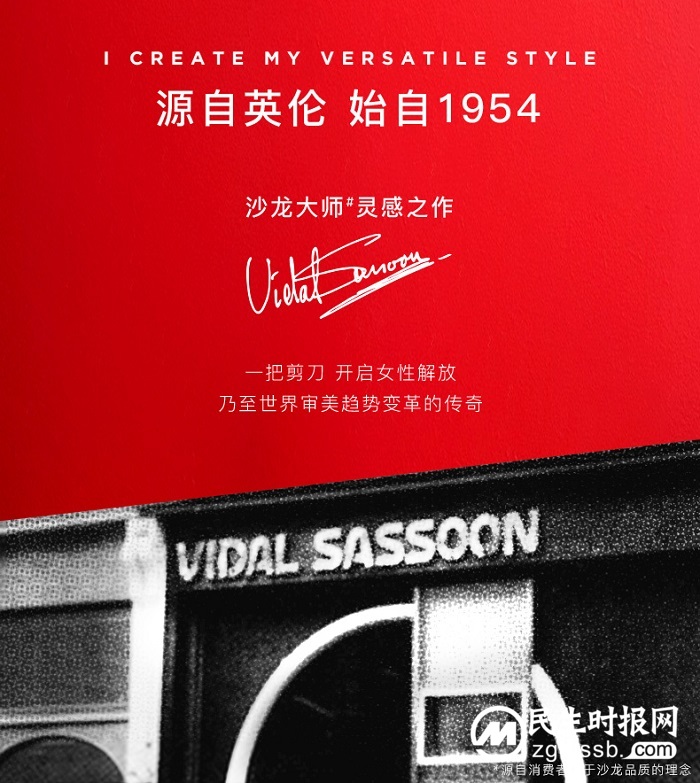 I CREATE MY VERSATILE STYLE
源自英伦 始自1954
沙龙大师#灵感之作
Vidal Sassoon
一把剪刀 开启女性解放
乃至世界审美趋势变革的传奇
VIDAL SASSOON
民生时报网
ssb.com
*源自消费者 于沙龙品质的理念